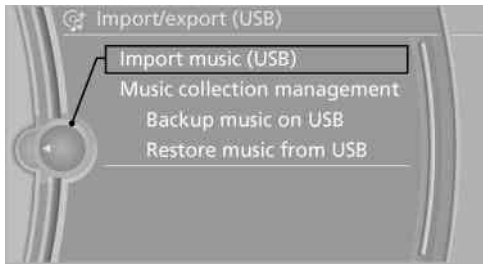 Import/export (USB)
Import music (USB)
Music collection management
Backup music on USB
Restore music from USB